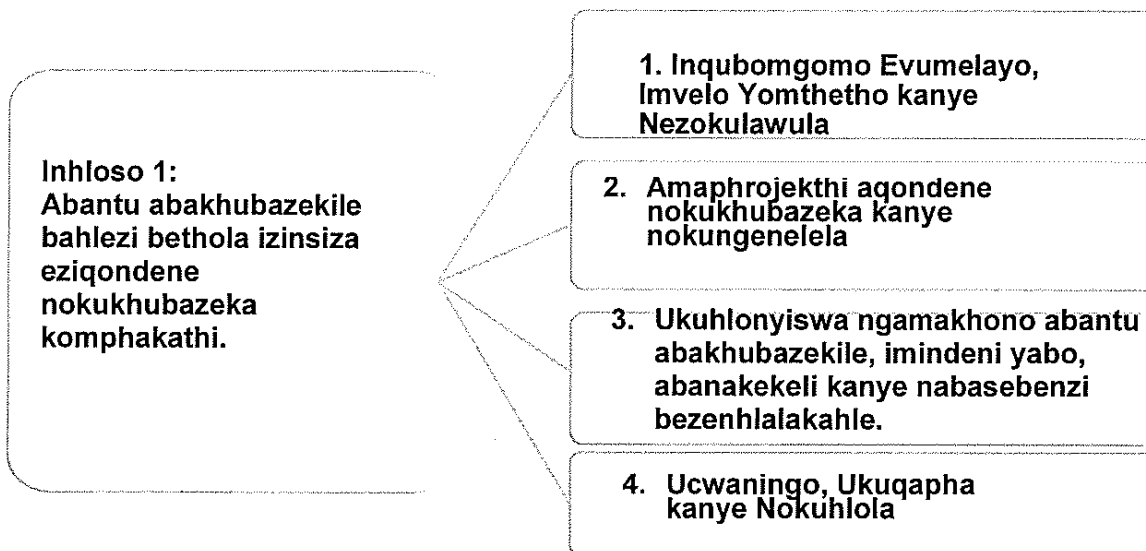 Inhloso 1:
Abantu abakhubazekile
bahlezi bethola izinsiza
eziqondene
nokukhubazeka
komphakathi.
1. Inqubomgomo Evumelayo,
Imvelo Yomthetho kanye
Nezokulawula
2. Amaphrojekthi aqondene
nokukhubazeka kanye
nokungenelela
3. Ukuhlonyiswa ngamakhono abantu
abakhubazekile, imindeni yabo,
abanakekeli kanye nabasebenzi
bezenhlalakahle.
4. Ucwaningo, Ukuqapha
kanye Nokuhlola